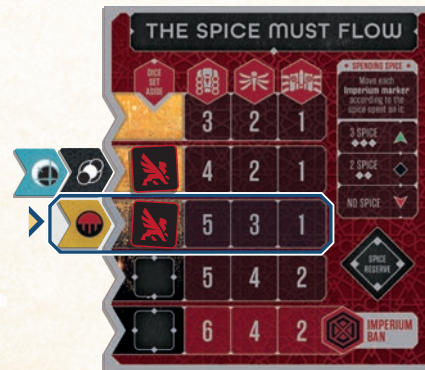 THE SPICE MUST FLOW
DICE
SET
ASIDE
SPENDING SPICE
Move each
Imperium marker
according to the
spice spent on it:
3 2 1
3 SPICE
4 2 1
2 SPICE
NO SPICE
5 3 1
SPICE
RESERVE
5 4 2
6 4 2
IMPERIUM
BAN